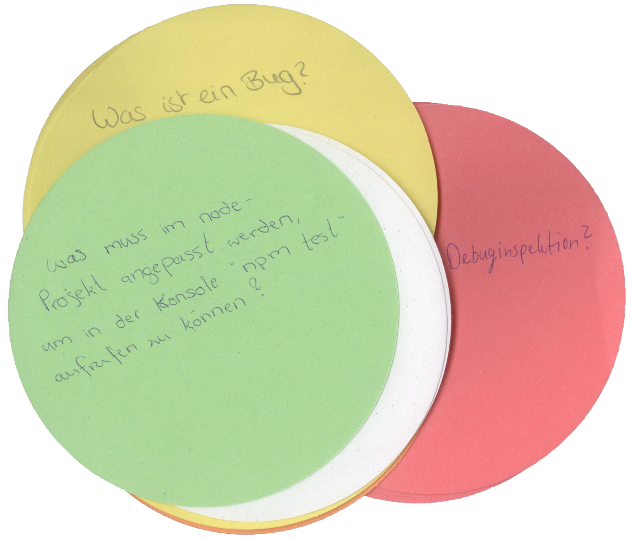 Was ist ein Bug?
Was muss im node-
Projekt angepasst werden,
um in der Konsole "npm test"
aufrufen zu können?
Debuginspektion?